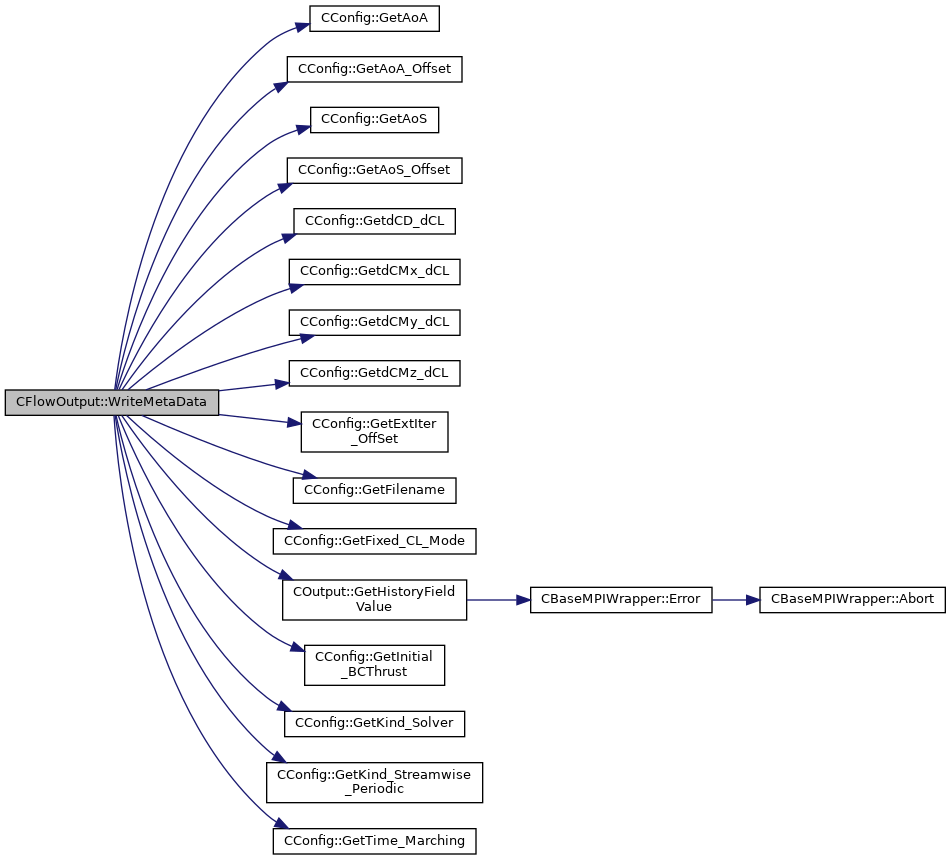 CConfig::GetAoA
CConfig::GetAoA_Offset
CConfig::GetAoS
CConfig::GetAoS_Offset
CConfig::GetdCD_dCL
CConfig::GetdCMx_dCL
CConfig::GetdCMy_dCL
CConfig::GetdCMz_dCL
CFlowOutput::WriteMetaData
CConfig::GetExtIter
_OffSet
CConfig::GetFilename
CConfig::GetFixed_CL_Mode
COutput::GetHistoryField
Value
CBaseMPIWrapper::Error
CBaseMPIWrapper::Abort
CConfig::GetInitial
_BCThrust
CConfig::GetKind_Solver
CConfig::GetKind_Streamwise
_Periodic
CConfig::GetTime_Marching